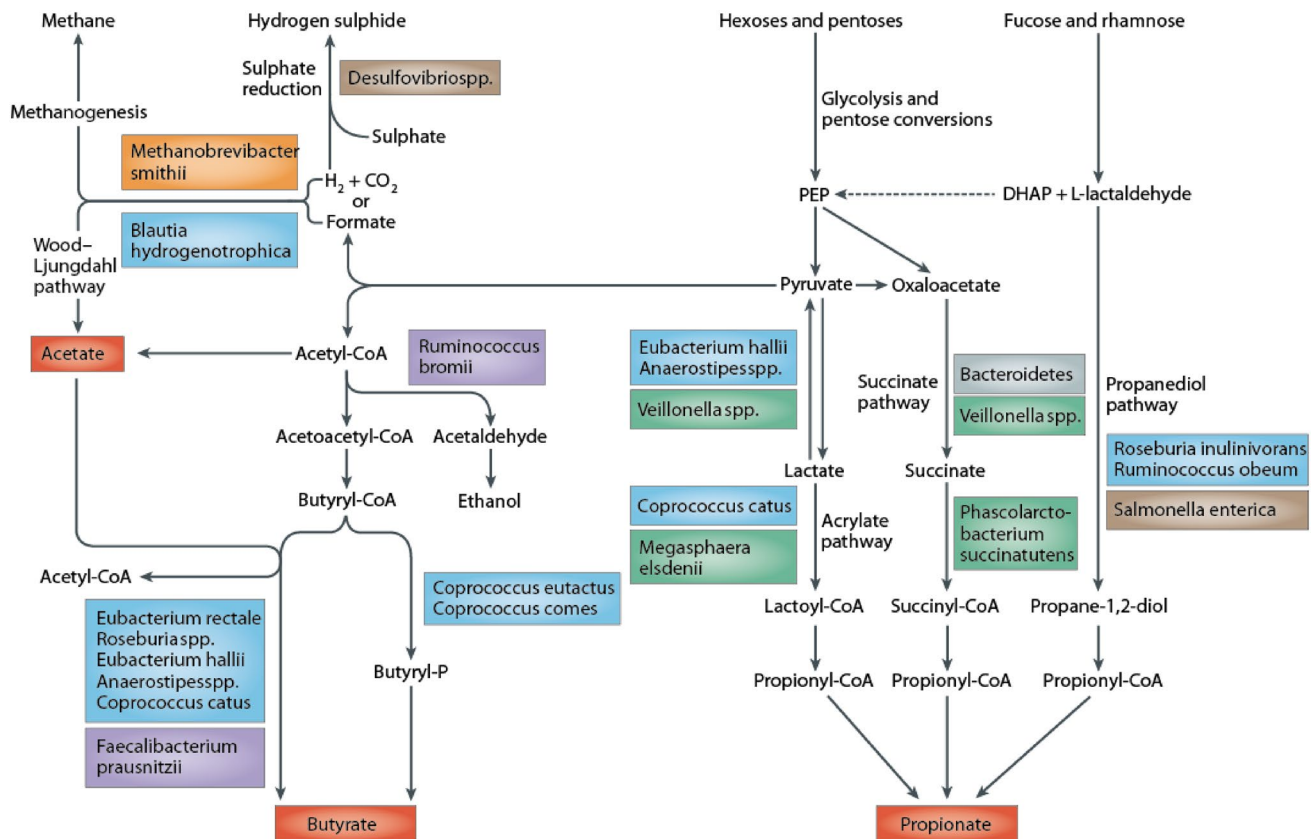 Methane
Hydrogen sulphide
Hexoses and pentoses
Fucose and rhamnose
Sulphate
reduction
Desulfovibriospp.
Methanogenesis
Glycolysis and
pentose conversions
Sulphate
Methanobrevibacter
smithii
H₂ + CO₂
or
Formate
PEP
DHAP + L-lactaldehyde
Blautia
hydrogenotrophica
Wood–
Ljungdahl
pathway
Pyruvate
Oxaloacetate
Acetate
Acetyl-CoA
Ruminococcus
bromii
Eubacterium hallii
Anaerostipesspp.
Veillonella spp.
Succinate
pathway
Bacteroidetes
Veillonella spp.
Propanediol
pathway
Acetoacetyl-CoA
Acetaldehyde
Roseburia inulinivorans
Ruminococcus obeum
Lactate
Succinate
Butyryl-CoA
Ethanol
Coprococcus catus
Megasphaera
elsdenii
Acrylate
pathway
Phascolarcto-
bacterium
succinatutens
Salmonella enterica
Acetyl-CoA
Coprococcus eutactus
Coprococcus comes
Lactoyl-CoA
Succinyl-CoA
Propane-1,2-diol
Eubacterium rectale
Roseburia spp.
Eubacterium hallii
Anaerostipesspp.
Coprococcus catus
Butyryl-P
Propionyl-CoA
Propionyl-CoA
Propionyl-CoA
Faecalibacterium
prausnitzii
Butyrate
Propionate